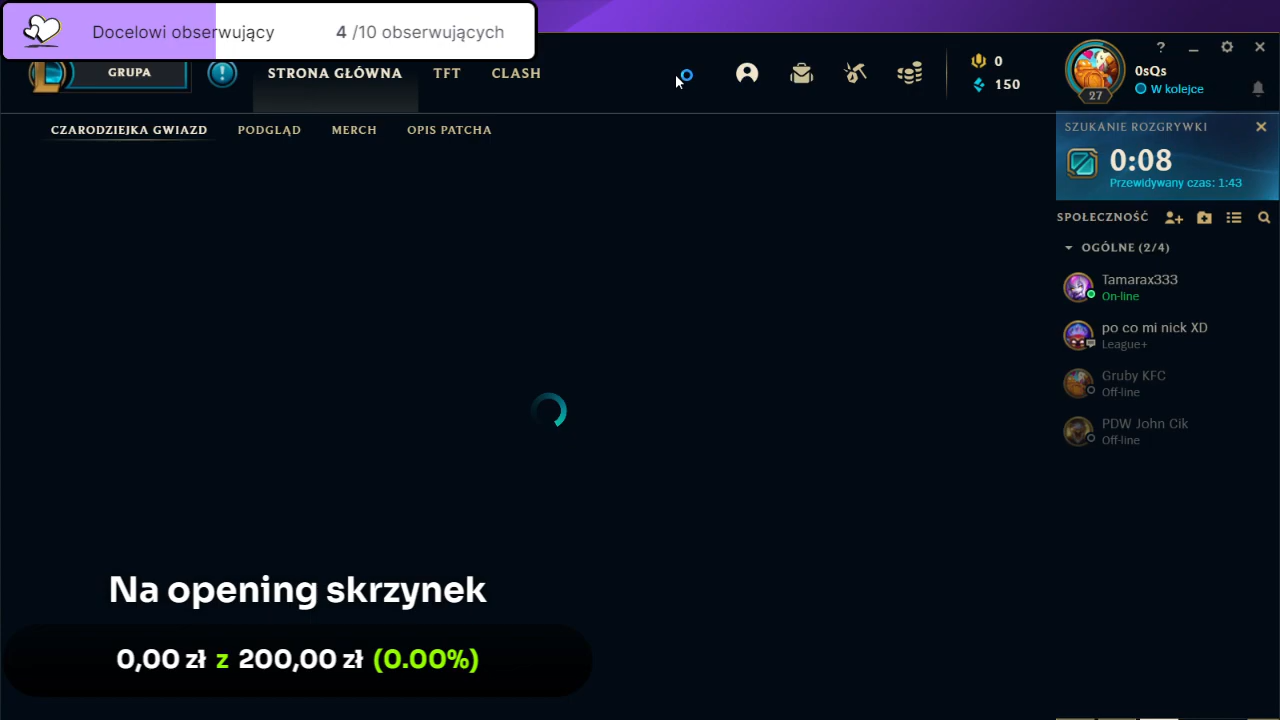 Docelowi obserwujący 4 /10 obserwujących
GRUPA
STRONA GŁÓWNA TFT CLASH
0
150
27
?
0sQs
W kolejce
CZARODZIEJKA GWIAZD PODGLĄD MERCH OPIS PATCHA
SZUKANIE ROZGRYWKI
0:08
Przewidywany czas: 1:43
SPOŁECZNOŚĆ
OGÓLNE (2/4)
Tamarax333
On-line
po co mi nick XD
League+
Gruby KFC
Off-line
PDW John Cik
Off-line
Na opening skrzynek
0,00 zł z 200,00 zł (0.00%)